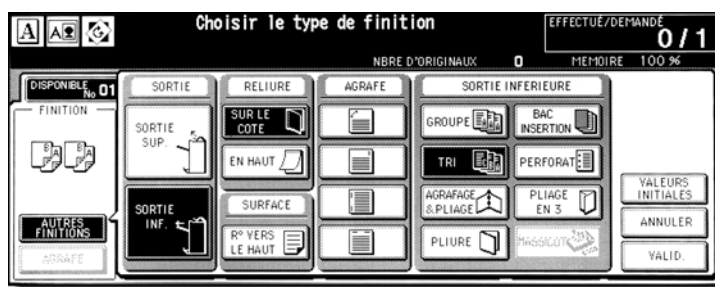 Choisir le type de finition
EFFECTUÉ/DEMANDÉ
0/1
NBRE D'ORIGINAUX 0 MEMOIRE 100 %
DISPONIBLE
No 01
FINITION
AUTRES
FINITIONS
AGRAFE
SORTIE
SORTIE
SUP.
SORTIE
INF.
RELIURE
SUR LE
COTE
EN HAUT
SURFACE
R° VERS
LE HAUT
AGRAFE
SORTIE INFERIEURE
GROUPE
BAC
INSERTION
TRI
PERFORAT
AGRAFAGE
&PLIAGE
PLIAGE
EN 3
PLIURE
MASSICOT
VALEURS
INITIALES
ANNULER
VALID.